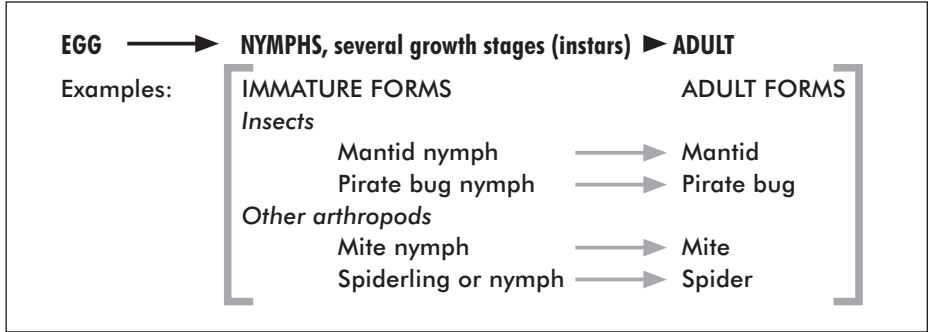 EGG NYMPHS, several growth stages (instars) ADULT
Examples: IMMATURE FORMS ADULT FORMS
Insects
Mantid nymph Mantid
Pirate bug nymph Pirate bug
Other arthropods
Mite nymph Mite
Spiderling or nymph Spider